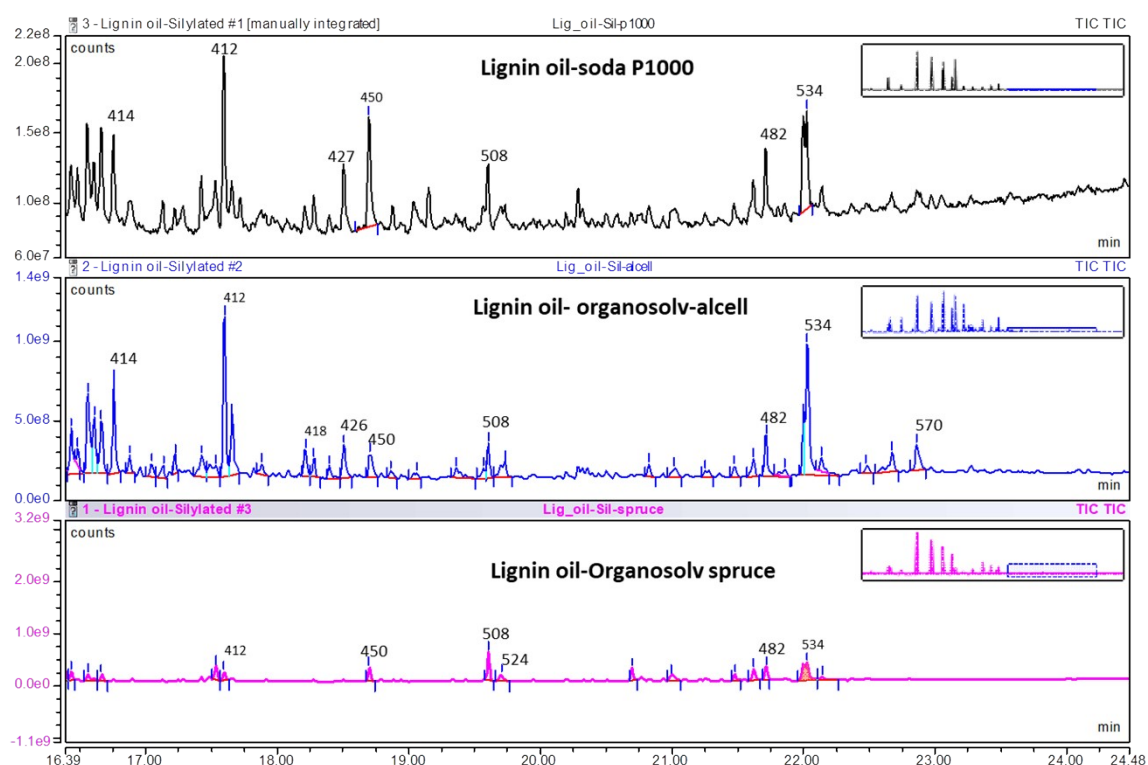 3 - Lignin oil-Silylated #1 [manually integrated] Lig_oil-Sil-p1000 TIC TIC
2.2e8
counts
412
Lignin oil-soda P1000
2.0e8
450
534
414
1.5e8
482
427
508
1.0e8
min
6.0e7
2 - Lignin oil-Silylated #2 Lig_oil-Sil-alcell TIC TIC
1.4e9
counts
412
Lignin oil- organosolv-alcell
534
1.0e9
414
482
508
418
426
450
570
5.0e8
min
0.0e0
1 - Lignin oil-Silylated #3 Lig_oil-Sil-spruce TIC TIC
3.2e9
counts
Lignin oil-Organosolv spruce
2.0e9
1.0e9
508
412
450
524
482
534
0.0e0
min
-1.1e9
16.39 17.00 18.00 19.00 20.00 21.00 22.00 23.00 24.00 24.48